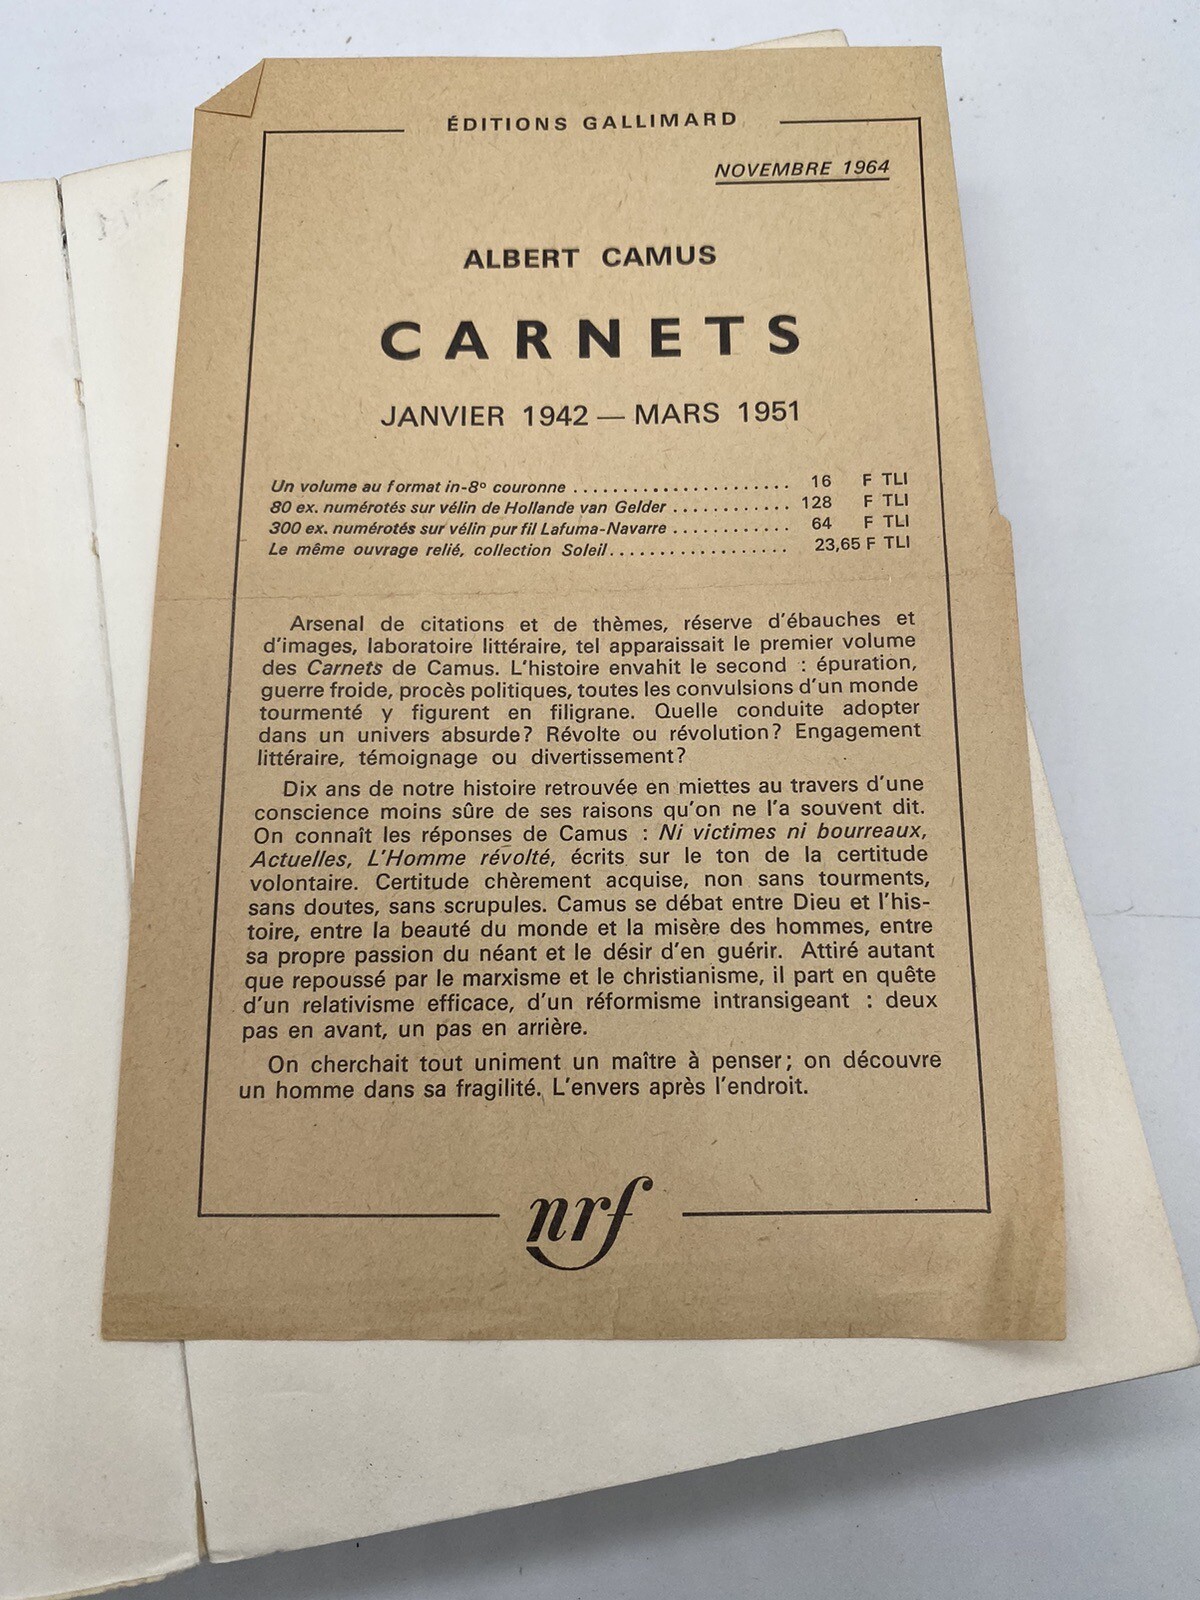 ÉDITIONS GALLIMARD
NOVEMBRE 1964
ALBERT CAMUS
CARNETS
JANVIER 1942 — MARS 1951
Un volume au format in-8º couronne ...................... 16 F TLI
80 ex. numérotés sur vélin de Hollande van Gelder ............ 128 F TLI
300 ex. numérotés sur vélin pur fil Lafuma-Navarre ............ 64 F TLI
Le même ouvrage relié, collection Soleil.................. 23,65 F TLI
Arsenal de citations et de thèmes, réserve d'ébauches et
d'images, laboratoire littéraire, tel apparaissait le premier volume
des Carnets de Camus. L'histoire envahit le second : épuration,
guerre froide, procès politiques, toutes les convulsions d'un monde
tourmenté y figurent en filigrane. Quelle conduite adopter
dans un univers absurde? Révolte ou révolution? Engagement
littéraire, témoignage ou divertissement?
Dix ans de notre histoire retrouvée en miettes au travers d'une
conscience moins sûre de ses raisons qu'on ne l'a souvent dit.
On connaît les réponses de Camus : Ni victimes ni bourreaux,
Actuelles, L'Homme révolté, écrits sur le ton de la certitude
volontaire. Certitude chèrement acquise, non sans tourments,
sans doutes, sans scrupules. Camus se débat entre Dieu et l'his-
toire, entre la beauté du monde et la misère des hommes, entre
sa propre passion du néant et le désir d'en guérir. Attiré autant
que repoussé par le marxisme et le christianisme, il part en quête
d'un relativisme efficace, d'un réformisme intransigeant : deux
pas en avant, un pas en arrière.
On cherchait tout uniment un maître à penser; on découvre
un homme dans sa fragilité. L'envers après l'endroit.
nrf